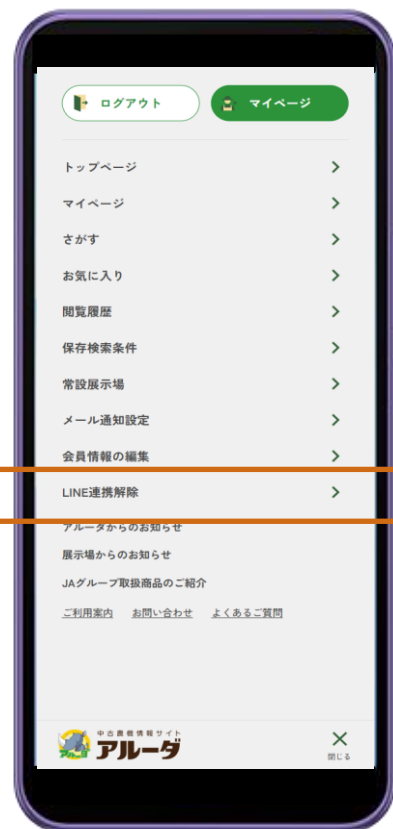 ログアウト
マイページ
トップページ
マイページ
さがす
お気に入り
閲覧履歴
保存検索条件
常設展示場
メール通知設定
会員情報の編集
LINE連携解除
アルーダからのお知らせ
展示場からのお知らせ
JAグループ取扱商品のご紹介
ご利用案内 お問い合わせ よくあるご質問
中古農機情報サイト
アルーダ
閉じる